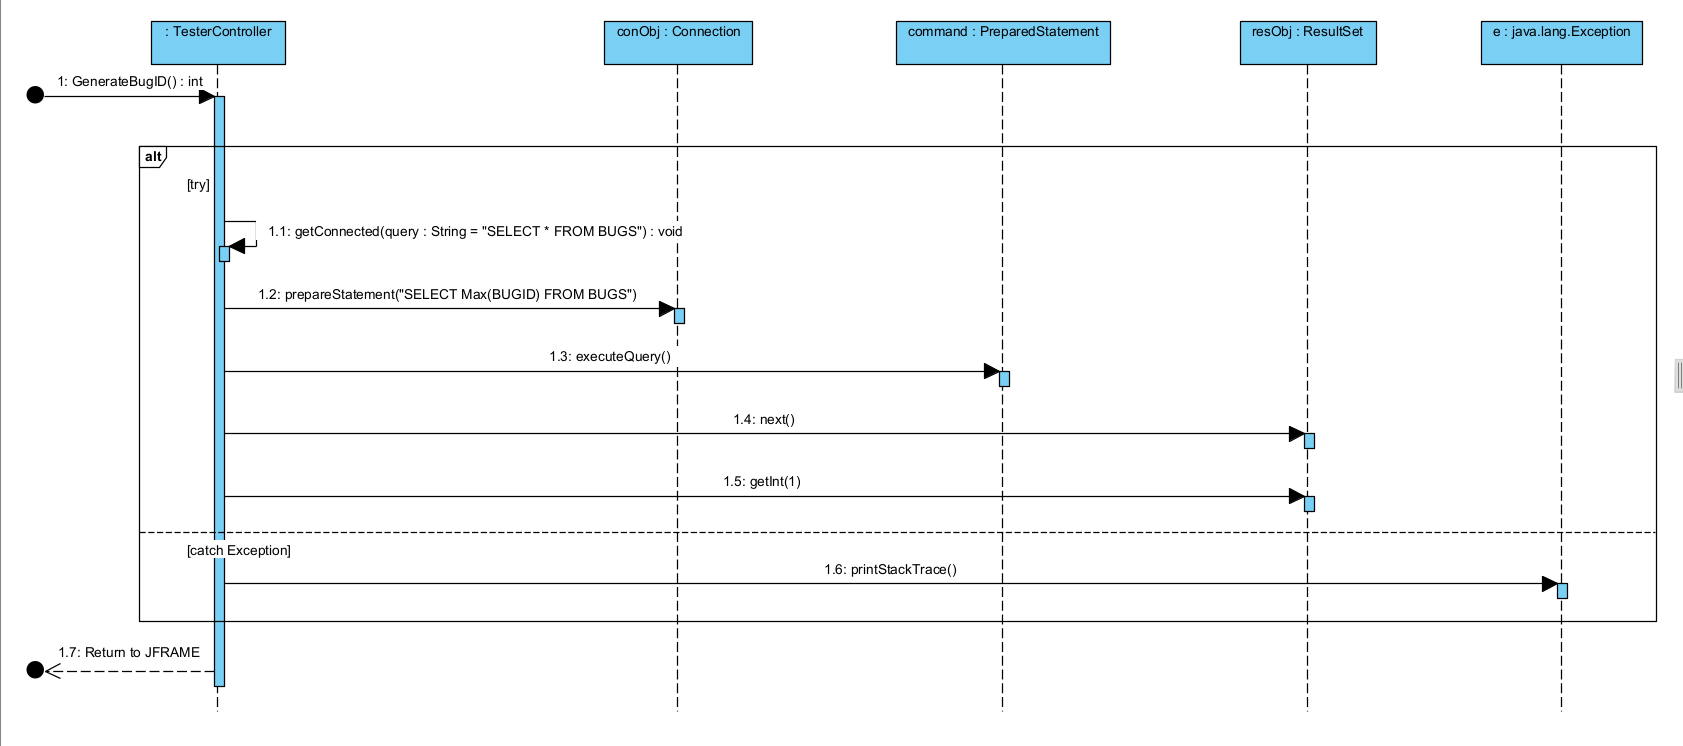 : TesterController
conObj : Connection
command : PreparedStatement
resObj : ResultSet
e : java.lang.Exception
1: GenerateBugID() : int
alt
[try]
1.1: getConnected(query : String = "SELECT * FROM BUGS") : void
1.2: prepareStatement("SELECT Max(BUGID) FROM BUGS")
1.3: executeQuery()
1.4: next()
1.5: getInt(1)
[catch Exception]
1.6: printStackTrace()
1.7: Return to JFRAME